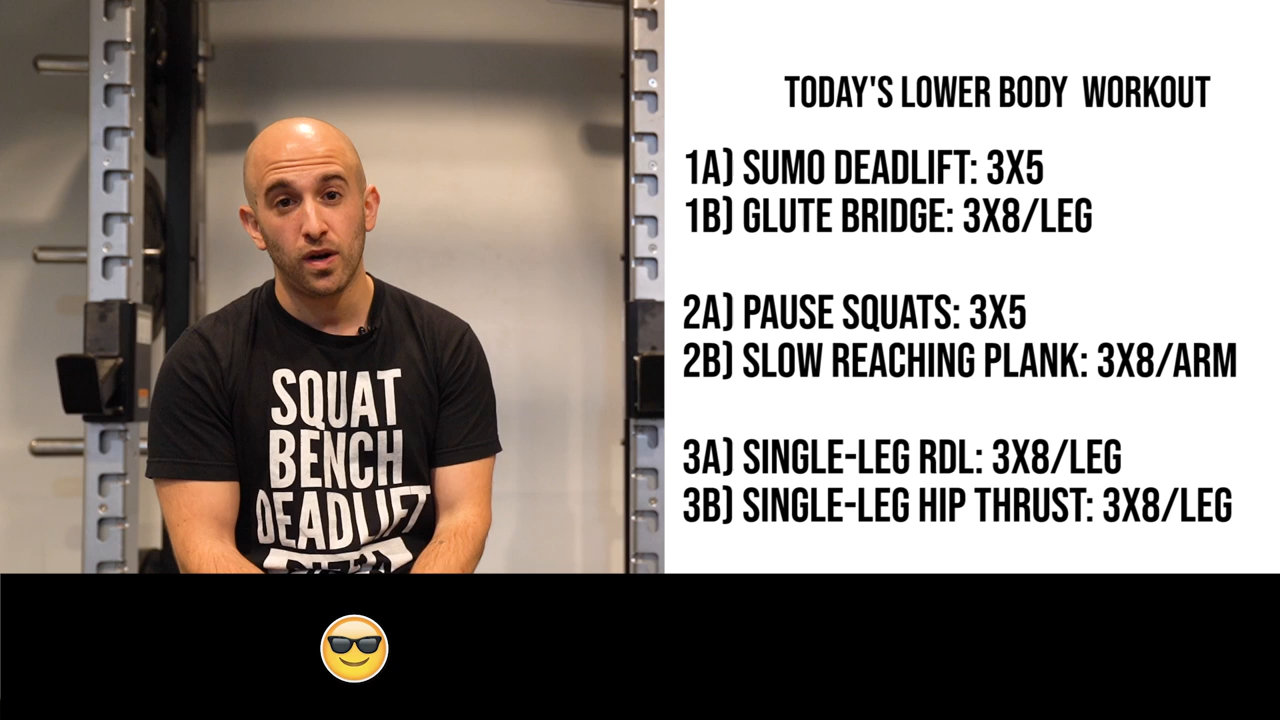 SQUAT
BENCH
DEADLIFT
TODAY'S LOWER BODY WORKOUT
1A) SUMO DEADLIFT: 3X5
1B) GLUTE BRIDGE: 3X8/LEG
2A) PAUSE SQUATS: 3X5
2B) SLOW REACHING PLANK: 3X8/ARM
3A) SINGLE-LEG RDL: 3X8/LEG
3B) SINGLE-LEG HIP THRUST: 3X8/LEG